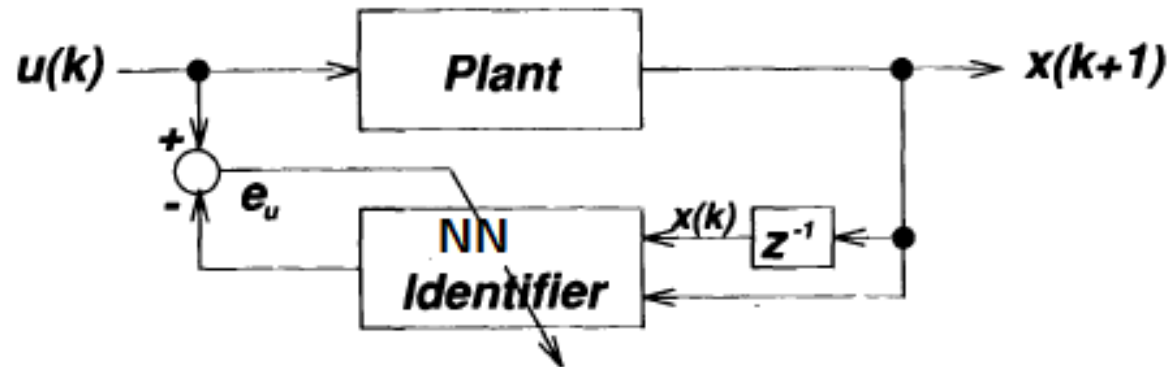 u(k)
Plant
x(k+1)
+
-
e_u
NN
Identifier
x(k)
z^-1